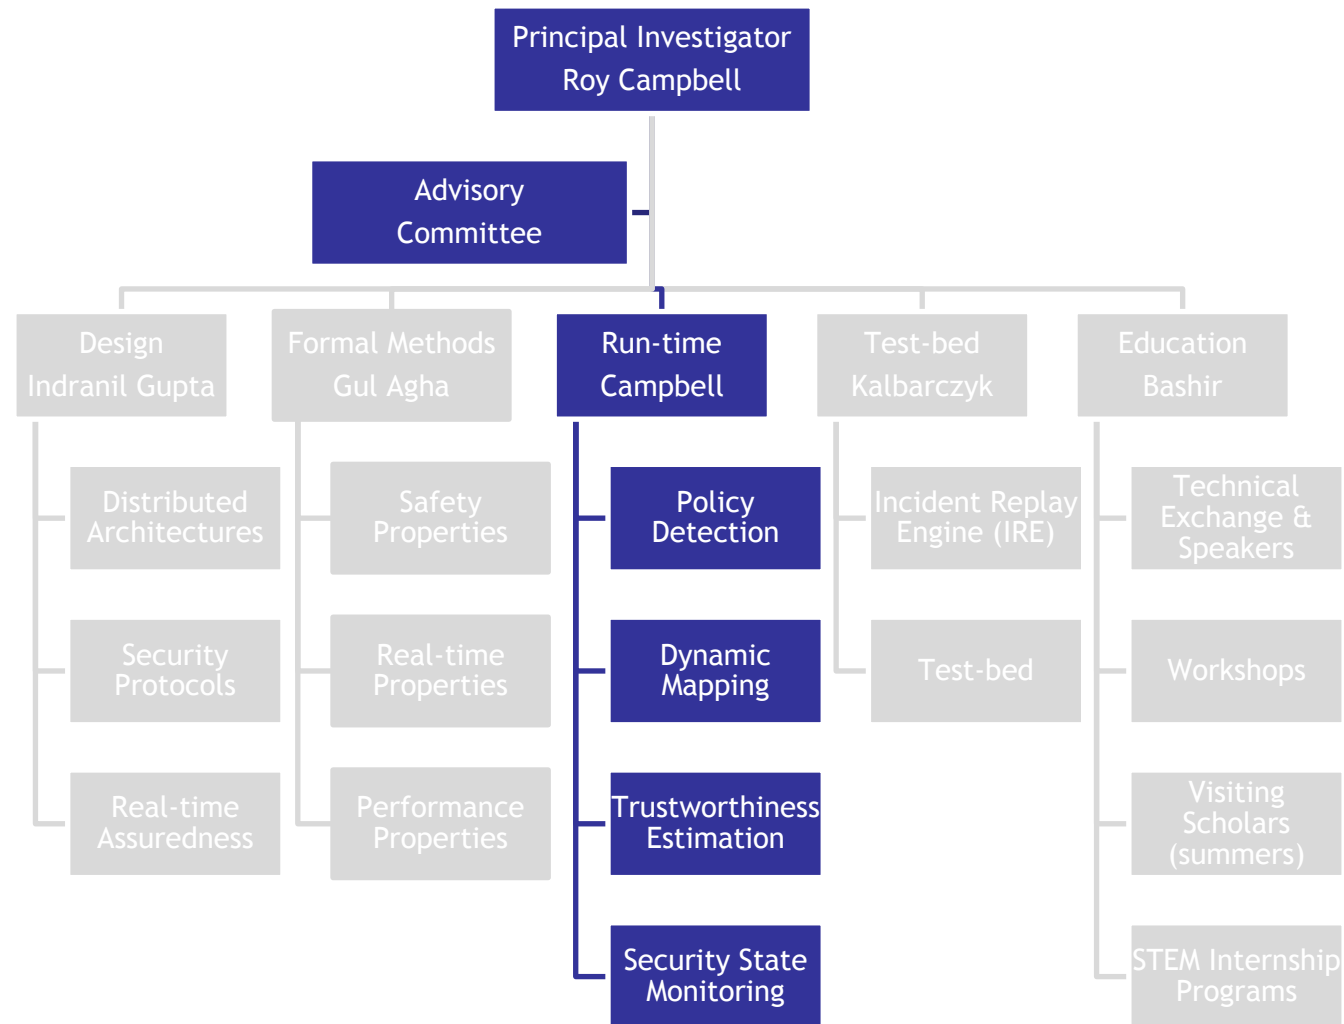 Principal Investigator
Roy Campbell
Advisory
Committee
Design
Indranil Gupta
Formal Methods
Gul Agha
Run-time
Campbell
Test-bed
Kalbarczyk
Education
Bashir
Distributed
Architectures
Security
Protocols
Real-time
Assuredness
Safety
Properties
Real-time
Properties
Performance
Properties
Policy
Detection
Dynamic
Mapping
Trustworthiness
Estimation
Security State
Monitoring
Incident Replay
Engine (IRE)
Test-bed
Technical
Exchange &
Speakers
Workshops
Visiting
Scholars
(summers)
STEM Internship
Programs